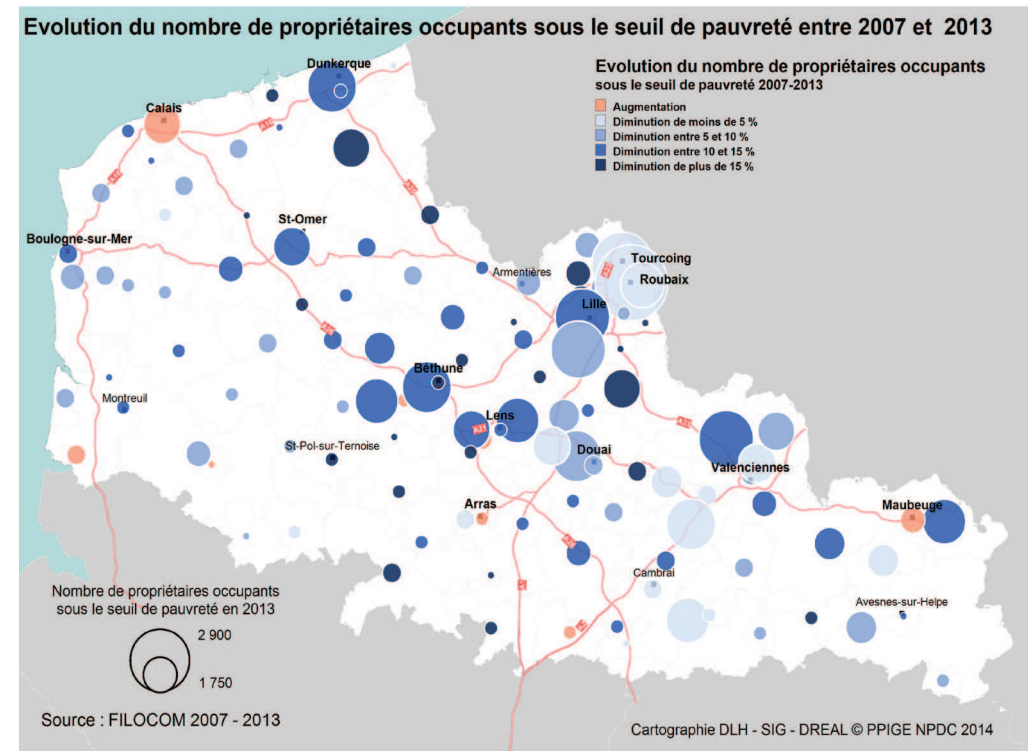 Evolution du nombre de propriétaires occupants sous le seuil de pauvreté entre 2007 et 2013
Dunkerque
Evolution du nombre de propriétaires occupants
sous le seuil de pauvreté 2007-2013
Augmentation
Diminution de moins de 5 %
Diminution entre 5 et 10 %
Diminution entre 10 et 15 %
Diminution de plus de 15 %
Calais
A16
St-Omer
Boulogne-sur-Mer
Tourcoing
Armentières
Roubaix
Lille
Béthune
Montreuil
Lens
A21
St-Pol-sur-Ternoise
Douai
Valenciennes
Arras
Maubeuge
Cambrai
Avesnes-sur-Helpe
Nombre de propriétaires occupants
sous le seuil de pauvreté en 2013
2 900
1 750
Source : FILOCOM 2007 - 2013
Cartographie DLH - SIG - DREAL © PPIGE NPDC 2014